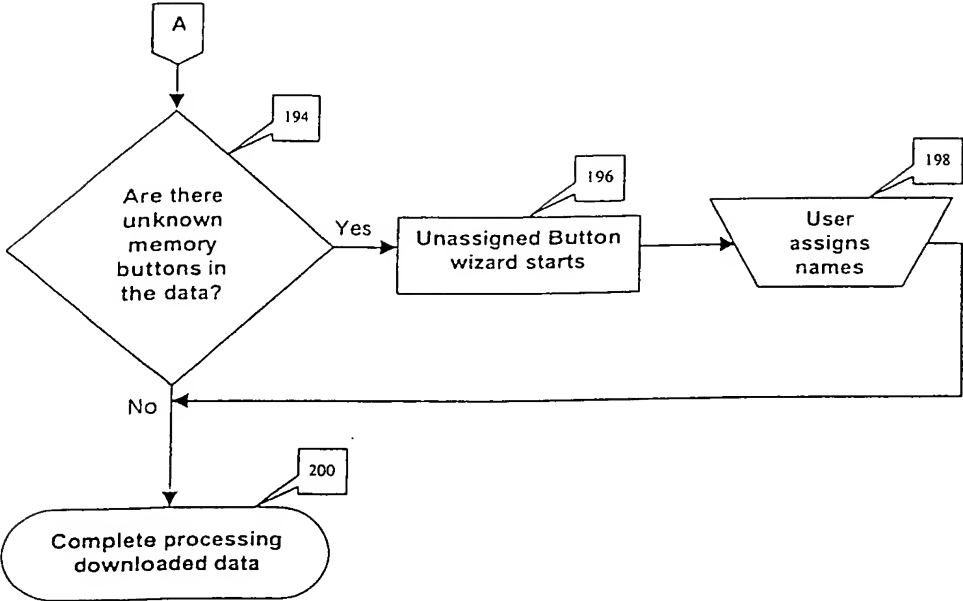 A
194
Are there
unknown
memory
buttons in
the data?
Yes
196
Unassigned Button
wizard starts
198
User
assigns
names
No
200
Complete processing
downloaded data